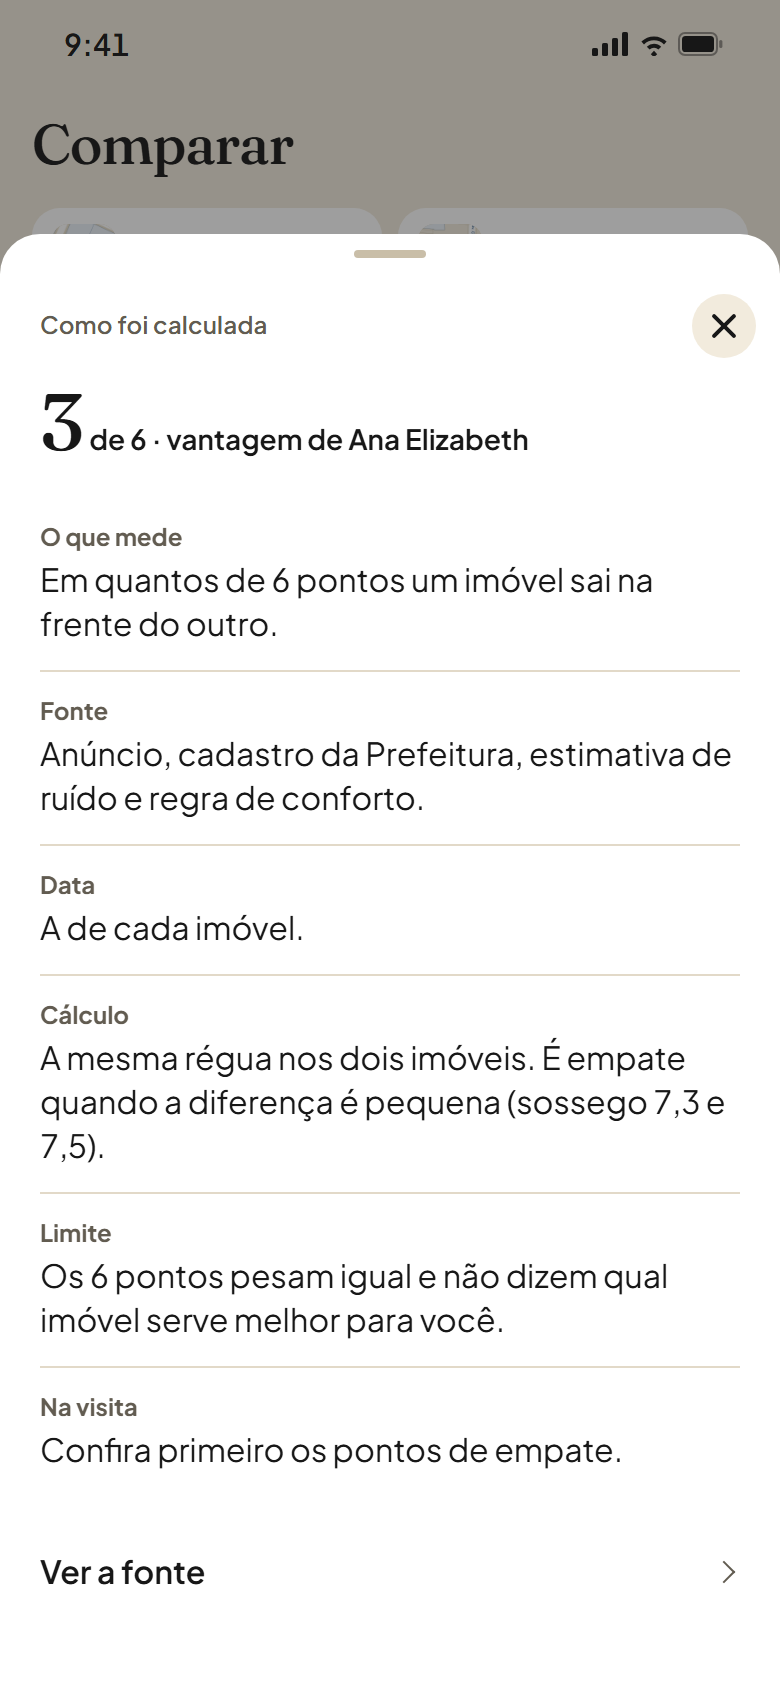 9:41
Comparar
Como foi calculada
3 de 6 · vantagem de Ana Elizabeth
O que mede
Em quantos de 6 pontos um imóvel sai na
frente do outro.
Fonte
Anúncio, cadastro da Prefeitura, estimativa de
ruído e regra de conforto.
Data
A de cada imóvel.
Cálculo
A mesma régua nos dois imóveis. É empate
quando a diferença é pequena (sossego 7,3 e
7,5).
Limite
Os 6 pontos pesam igual e não dizem qual
imóvel serve melhor para você.
Na visita
Confira primeiro os pontos de empate.
Ver a fonte